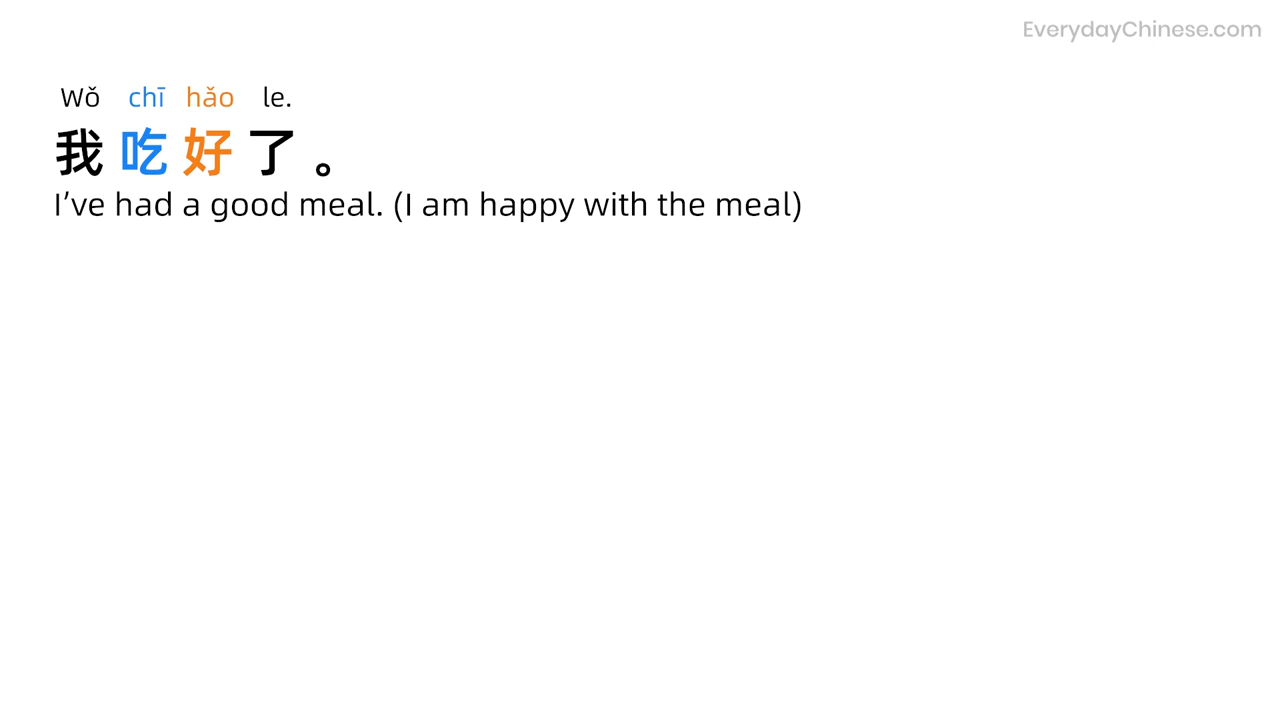 EverydayChinese.com
Wǒ chī hǎo le.
我吃好了。
I’ve had a good meal. (I am happy with the meal)